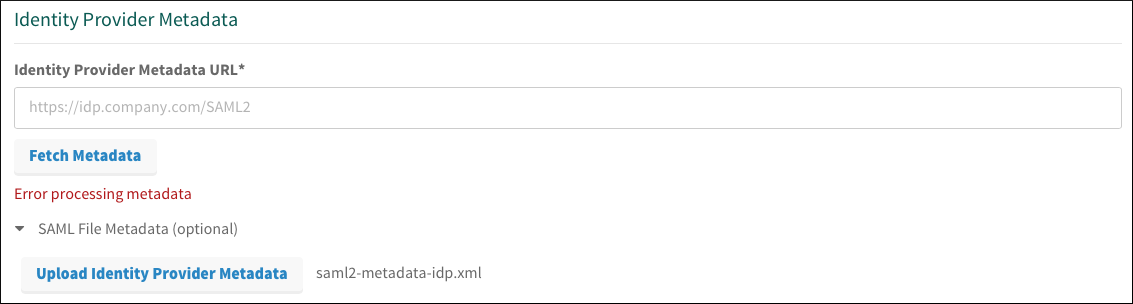 Identity Provider Metadata
Identity Provider Metadata URL*
https://idp.company.com/SAML2
Fetch Metadata
Error processing metadata
SAML File Metadata (optional)
Upload Identity Provider Metadata saml2-metadata-idp.xml